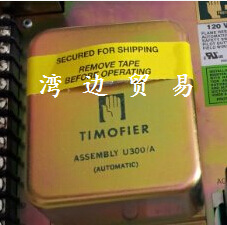 120 V
SECURED FOR SHIPPING
REMOVE TAPE
BEFORE OPERATING
湾边贸易
TIMOFIER
ASSEMBLY U300/A
(AUTOMATIC)